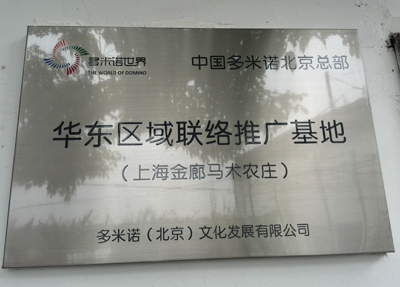 多米诺世界
THE WORLD OF DOMINO
中国多米诺北京总部
华东区域联络推广基地
（上海金廊马木农庄）
多米诺（北京）文化发展有限公司